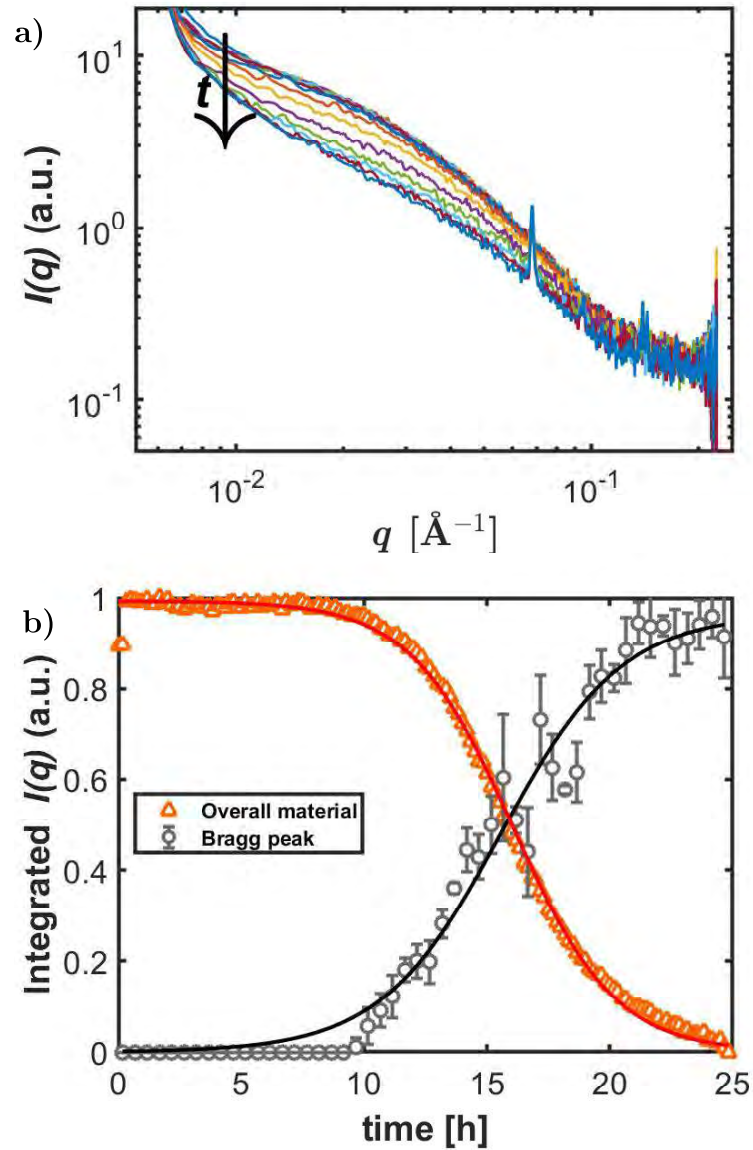 a)
10^1
t
10^0
I(q) (a.u.)
10^-1
10^-2
10^-1
q [Å^-1]
b)
1
0.8
0.6
Overall material
Bragg peak
0.4
0.2
0
Integrated I(q) (a.u.)
0
5
10
15
20
25
time [h]